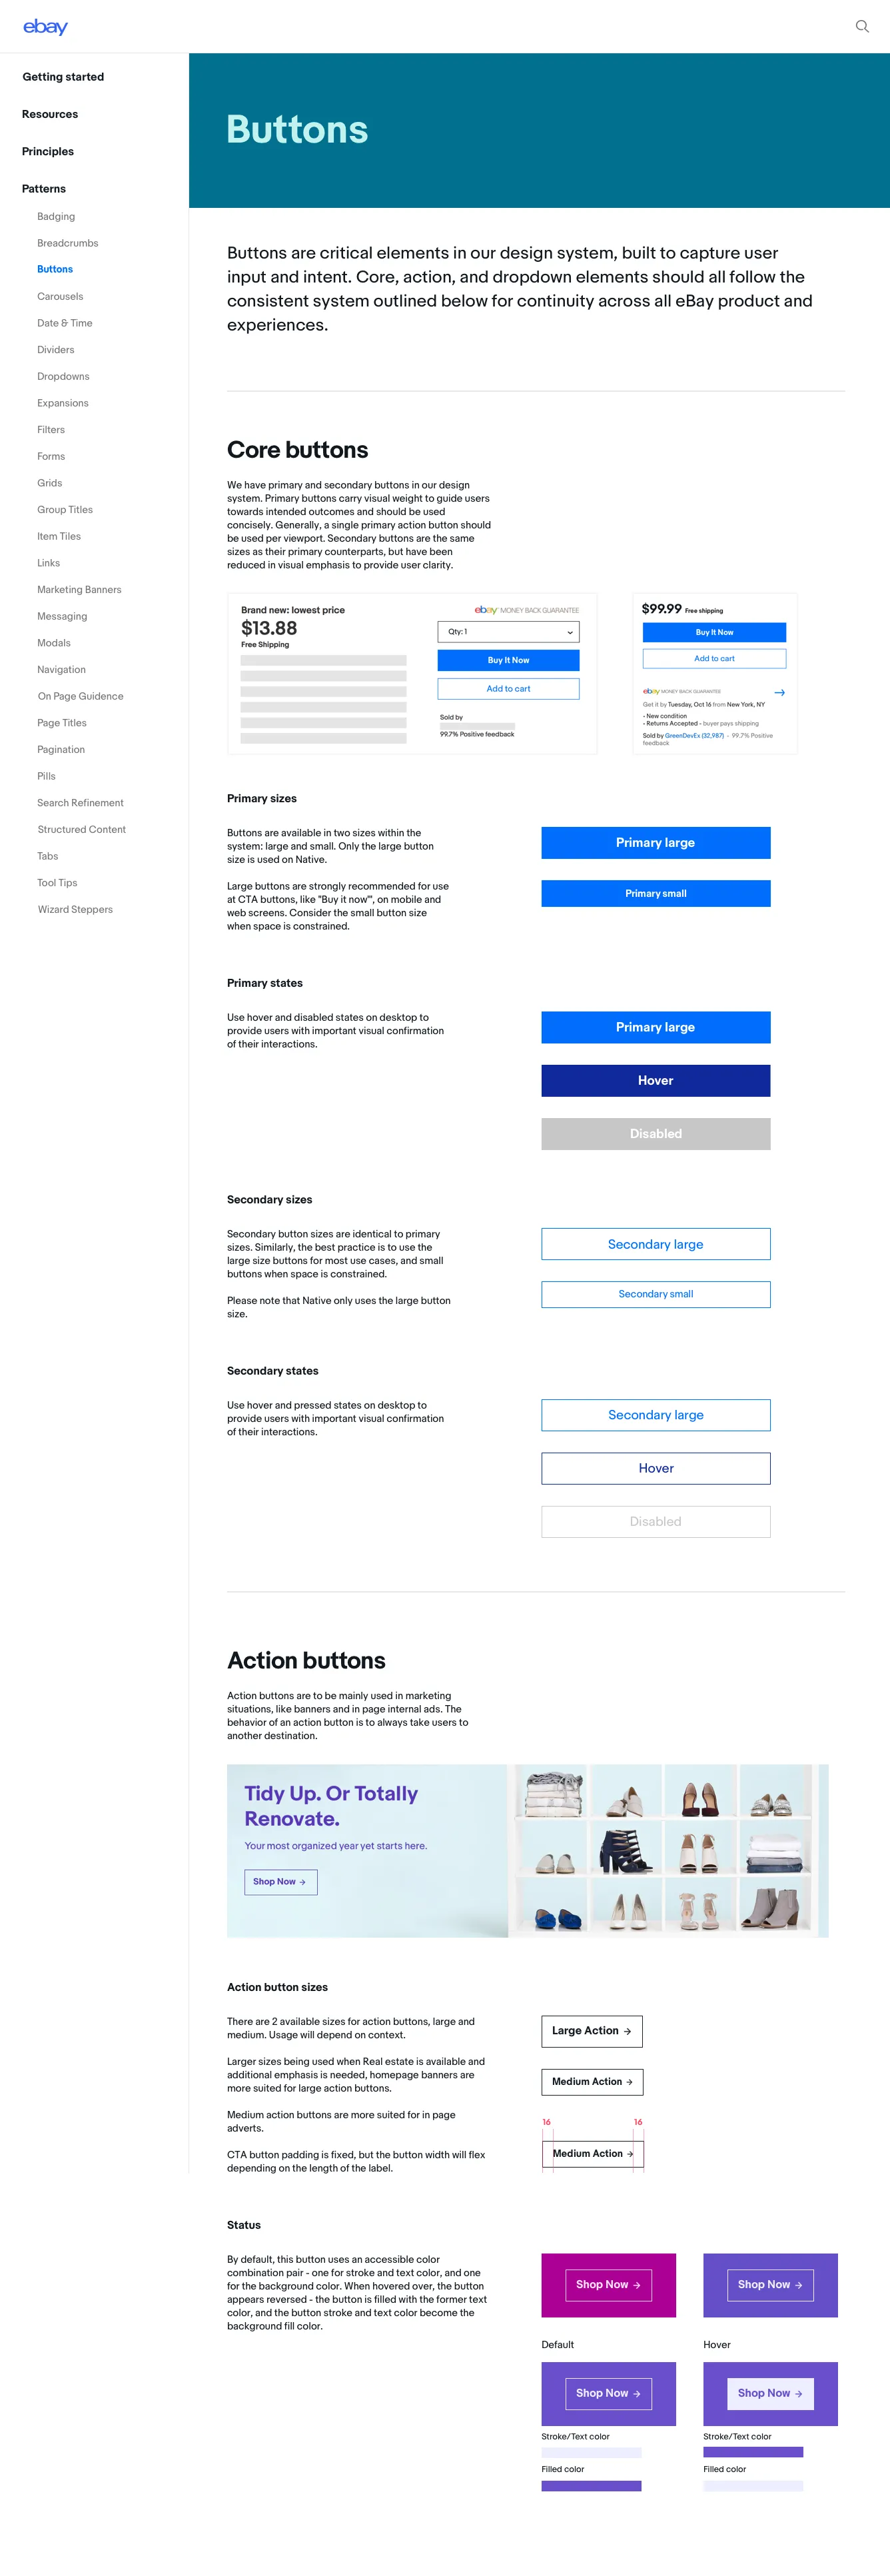 ebay
Getting started
Resources
Principles
Patterns
Badging
Breadcrumbs
Buttons
Carousels
Date & Time
Dividers
Dropdowns
Expansions
Filters
Forms
Grids
Group Titles
Item Tiles
Links
Marketing Banners
Messaging
Modals
Navigation
On Page Guidence
Page Titles
Pagination
Pills
Search Refinement
Structured Content
Tabs
Tool Tips
Wizard Steppers
Buttons
Buttons are critical elements in our design system, built to capture user
input and intent. Core, action, and dropdown elements should all follow the
consistent system outlined below for continuity across all eBay product and
experiences.
Core buttons
We have primary and secondary buttons in our design
system. Primary buttons carry visual weight to guide users
towards intended outcomes and should be used
concisely. Generally, a single primary action button should
be used per viewport. Secondary buttons are the same
sizes as their primary counterparts, but have been
reduced in visual emphasis to provide user clarity.
Brand new: lowest price
$13.88
Free Shipping
ebay MONEY BACK GUARANTEE
Qty: 1
Buy It Now
Add to cart
Sold by
99.7% Positive feedback
$99.99 Free shipping
Buy It Now
Add to cart
ebay MONEY BACK GUARANTEE
Get it by Tuesday, Oct 16 from New York, NY
- New condition
- Returns Accepted - buyer pays shipping
Sold by GreenDevEx (32,987) - 99.7% Positive
feedback
Primary sizes
Buttons are available in two sizes within the
system: large and small. Only the large button
size is used on Native.
Large buttons are strongly recommended for use
at CTA buttons, like "Buy it now'", on mobile and
web screens. Consider the small button size
when space is constrained.
Primary large
Primary small
Primary states
Use hover and disabled states on desktop to
provide users with important visual confirmation
of their interactions.
Primary large
Hover
Disabled
Secondary sizes
Secondary button sizes are identical to primary
sizes. Similarly, the best practice is to use the
large size buttons for most use cases, and small
buttons when space is constrained.
Please note that Native only uses the large button
size.
Secondary large
Secondary small
Secondary states
Use hover and pressed states on desktop to
provide users with important visual confirmation
of their interactions.
Secondary large
Hover
Disabled
Action buttons
Action buttons are to be mainly used in marketing
situations, like banners and in page internal ads. The
behavior of an action button is to always take users to
another destination.
Tidy Up. Or Totally
Renovate.
Your most organized year yet starts here.
Shop Now →
Action button sizes
There are 2 available sizes for action buttons, large and
medium. Usage will depend on context.
Larger sizes being used when Real estate is available and
additional emphasis is needed, homepage banners are
more suited for large action buttons.
Medium action buttons are more suited for in page
adverts.
CTA button padding is fixed, but the button width will flex
depending on the length of the label.
Large Action →
Medium Action →
16 16
Medium Action →
Status
By default, this button uses an accessible color
combination pair - one for stroke and text color, and one
for the background color. When hovered over, the button
appears reversed - the button is filled with the former text
color, and the button stroke and text color become the
background fill color.
Shop Now →
Shop Now →
Default
Hover
Shop Now →
Shop Now →
Stroke/Text color
Stroke/Text color
Filled color
Filled color